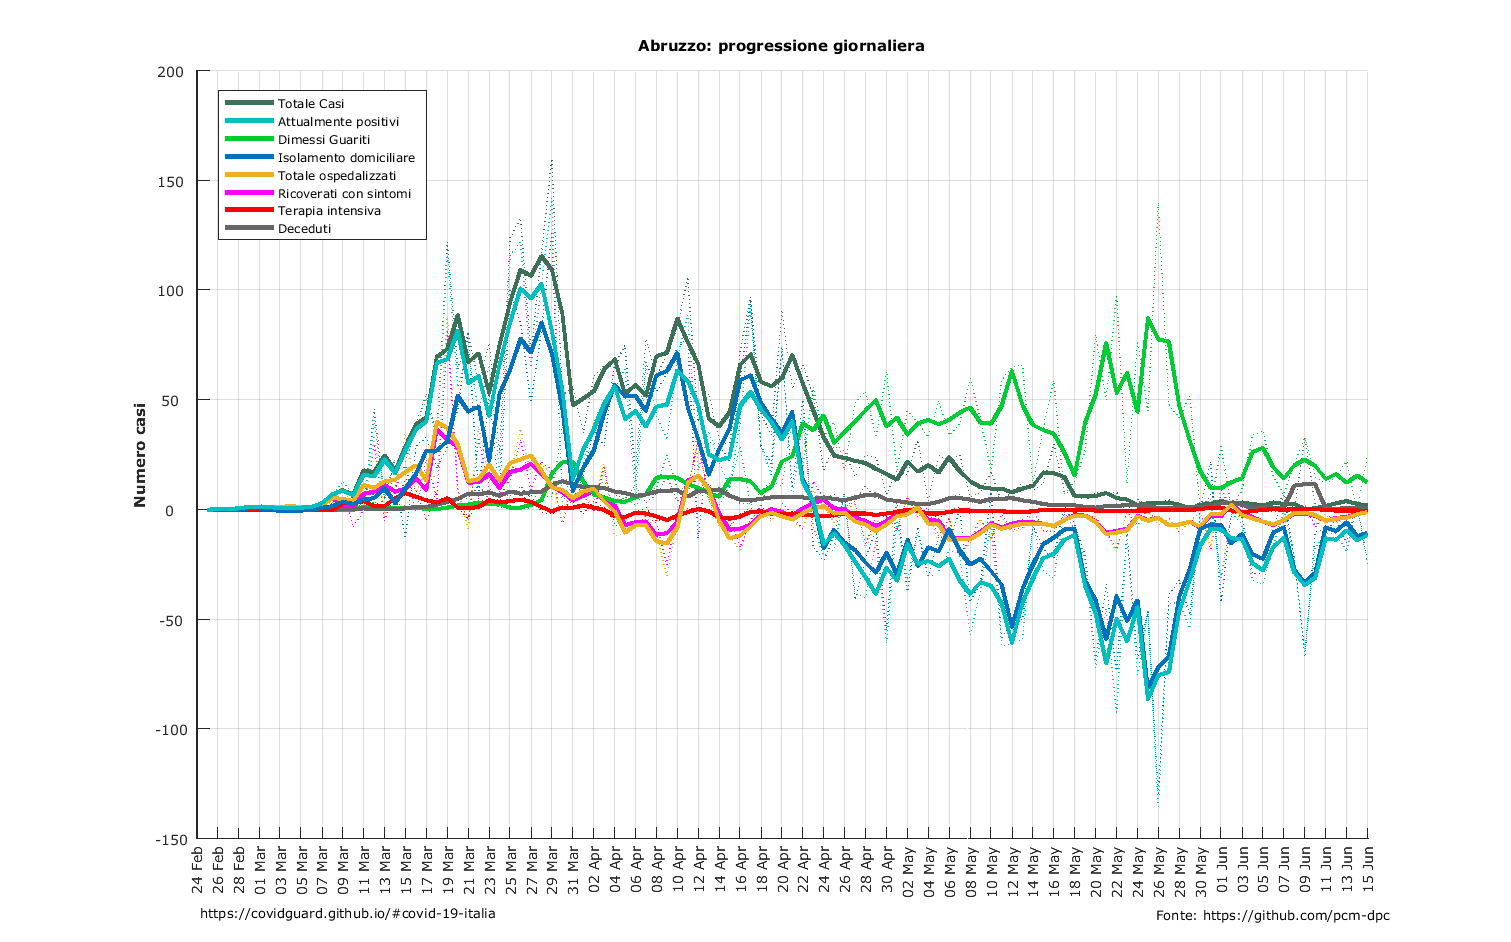 Abruzzo: progressione giornaliera
Numero casi
200
150
100
50
0
-50
-100
-150
Totale Casi
Attualmente positivi
Dimessi Guariti
Isolamento domiciliare
Totale ospedalizzati
Ricoverati con sintomi
Terapia intensiva
Deceduti
24 Feb
26 Feb
28 Feb
01 Mar
03 Mar
05 Mar
07 Mar
09 Mar
11 Mar
13 Mar
15 Mar
17 Mar
19 Mar
21 Mar
23 Mar
25 Mar
27 Mar
29 Mar
31 Mar
02 Apr
04 Apr
06 Apr
08 Apr
10 Apr
12 Apr
14 Apr
16 Apr
18 Apr
20 Apr
22 Apr
24 Apr
26 Apr
28 Apr
30 Apr
02 May
04 May
06 May
08 May
10 May
12 May
14 May
16 May
18 May
20 May
22 May
24 May
26 May
28 May
30 May
01 Jun
03 Jun
05 Jun
07 Jun
09 Jun
11 Jun
13 Jun
15 Jun
https://covidguard.github.io/#covid-19-italia
Fonte: https://github.com/pcm-dpc